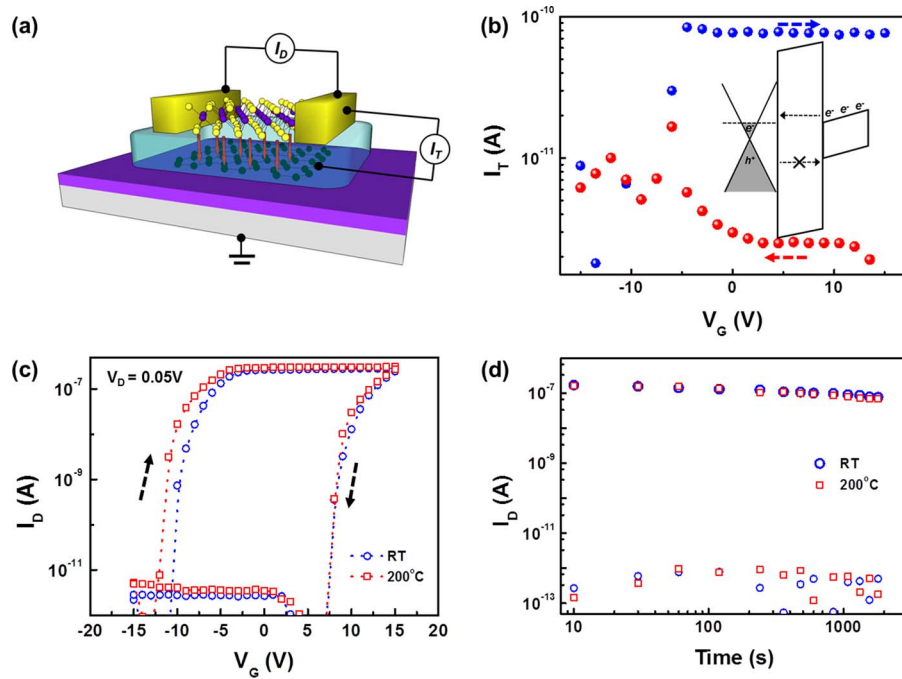 (a)
I_D
I_T
(b)
10⁻¹⁰
10⁻¹¹
I_T (A)
e⁻
h⁺
e⁻ e⁻ e⁻
-10 0 10
V_G (V)
(c)
V_D = 0.05V
10⁻⁷
10⁻⁹
10⁻¹¹
I_D (A)
RT
200°C
-20 -15 -10 -5 0 5 10 15 20
V_G (V)
(d)
10⁻⁷
10⁻⁹
10⁻¹¹
10⁻¹³
I_D (A)
RT
200°C
10 100 1000
Time (s)